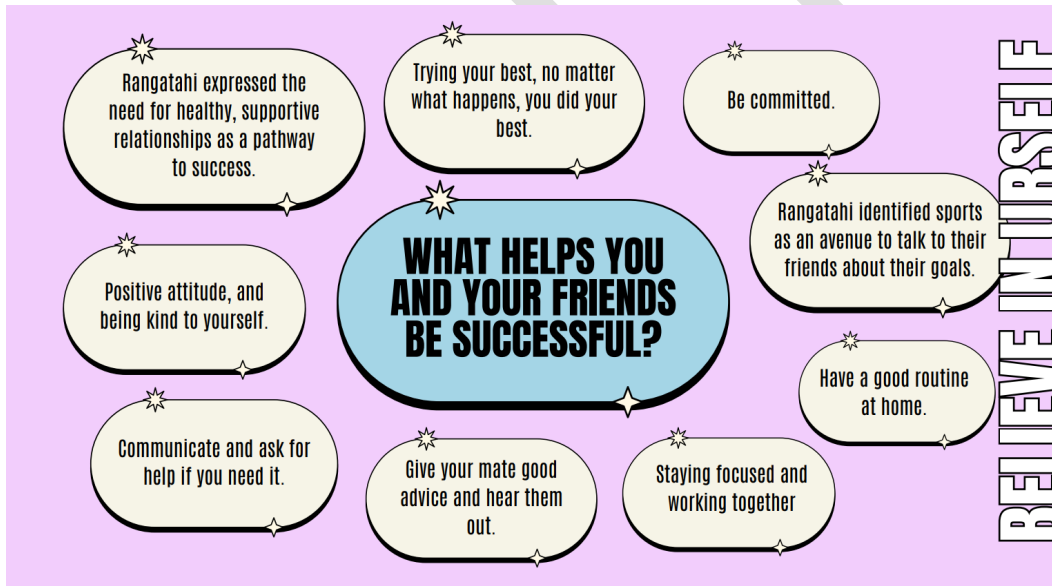 Rangatahi expressed the
need for healthy, supportive
relationships as a pathway
to success.
Trying your best, no matter
what happens, you did your
best.
Be committed.
Rangatahi identified sports
as an avenue to talk to their
friends about their goals.
WHAT HELPS YOU
AND YOUR FRIENDS
BE SUCCESSFUL?
Positive attitude, and
being kind to yourself.
Have a good routine
at home.
Communicate and ask for
help if you need it.
Give your mate good
advice and hear them
out.
Staying focused and
working together
BELIEVE IN URSELF